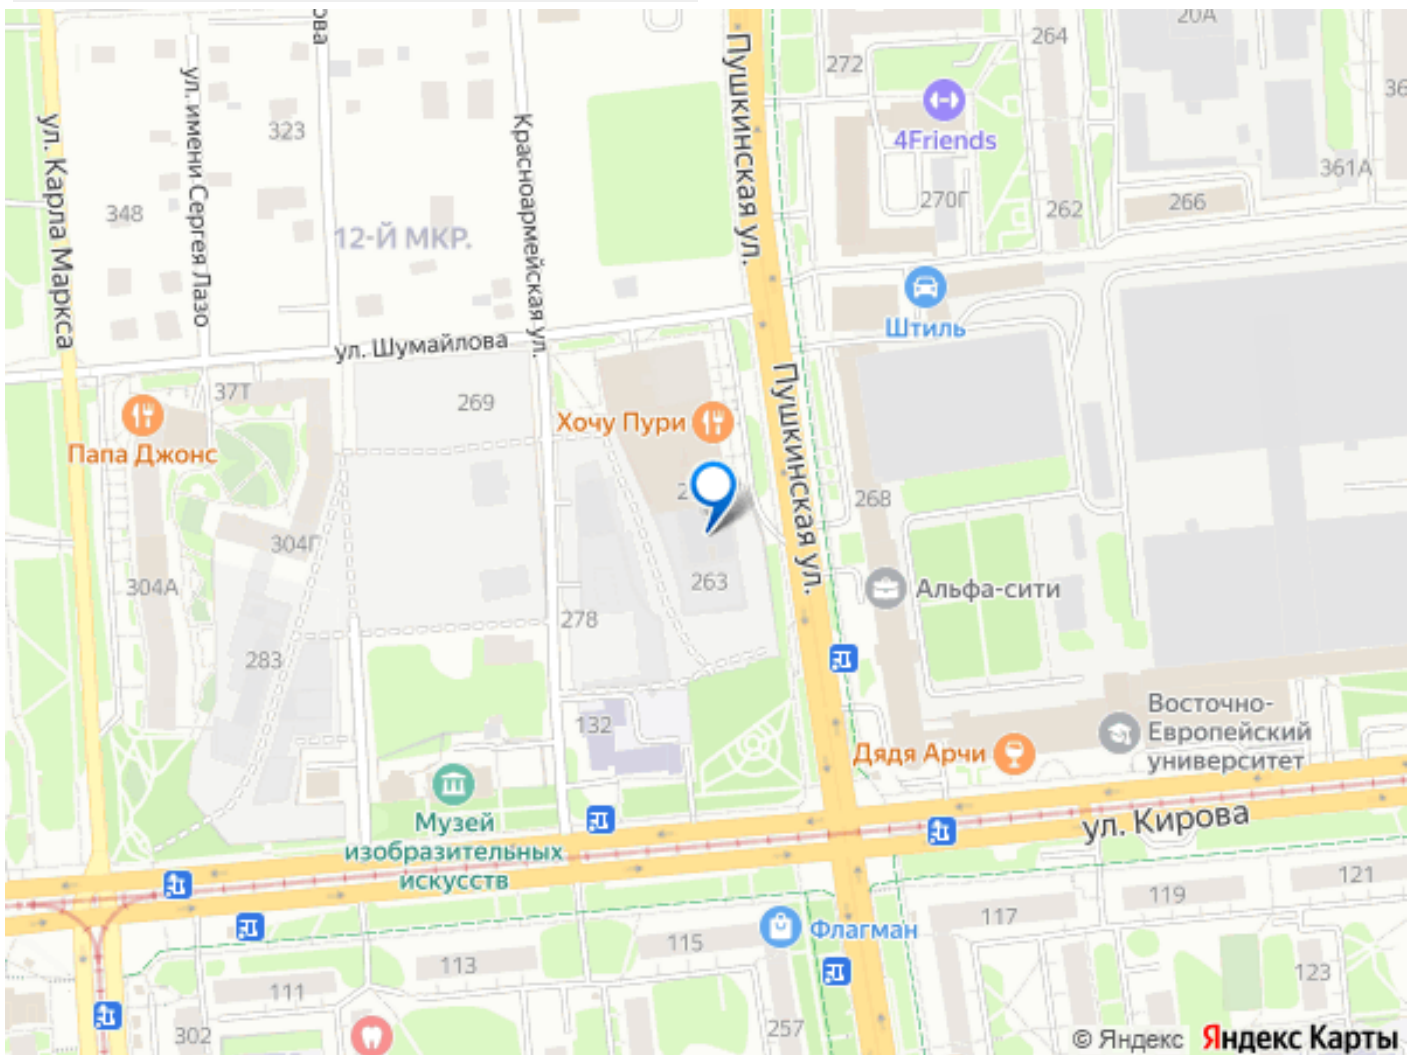 ова
20А
264
272
36
Пушкинская ул.
ул. имени Сергея Лазо
ул. Карла Маркса
Красноармейская ул.
323
4Friends
361А
348
270Г
262
266
12-Й МКР.
Штиль
ул. Шумайлова
37Т
269
Пушкинская ул.
Хочу Пури
Папа Джонс
268
304Г
304А
263
Альфа-сити
278
283
132
Восточно-
Европейский
университет
Дядя Арчи
Музей
изобразительных
искусств
ул. Кирова
121
119
117
115
Флагман
113
111
123
302
257
© Яндекс
Яндекс Карты